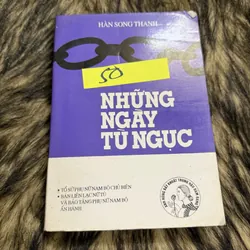 HÀN SONG THANH
50
NHỮNG
NGÀY
TÙ NGỤC
• TỔ SỬ PHỤ NỮ NAM BỘ CHỦ BIÊN
• BAN LIÊN LẠC NỮ TÙ
VÀ BẢO TÀNG PHỤ NỮ NAM BỘ
ẤN HÀNH